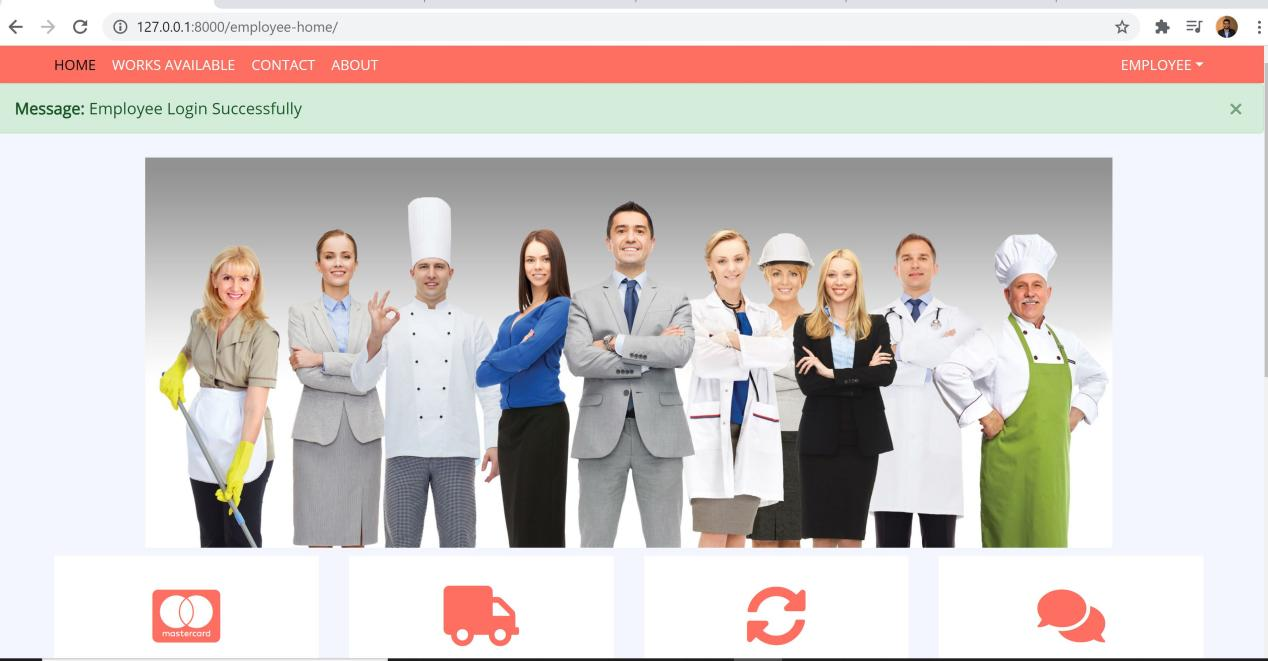 127.0.0.1:8000/employee-home/
HOME WORKS AVAILABLE CONTACT ABOUT EMPLOYEE
Message: Employee Login Successfully ×
mastercard